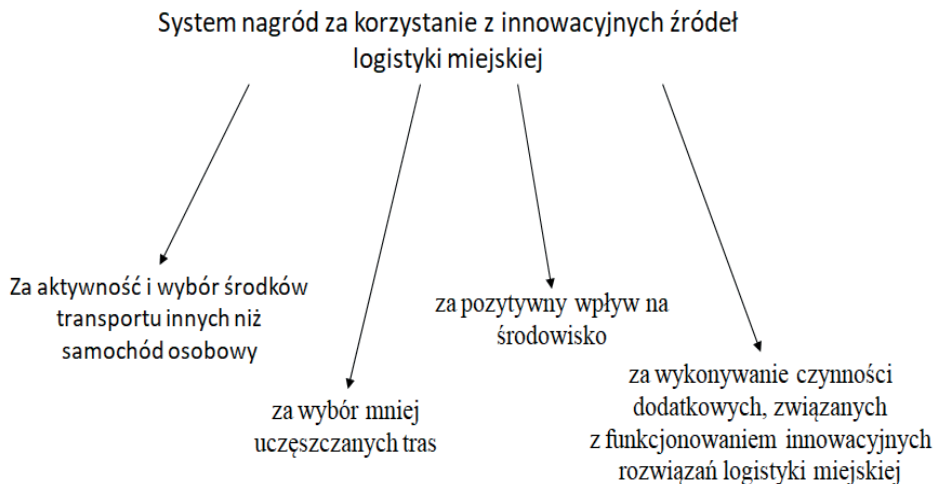 System nagród za korzystanie z innowacyjnych źródeł
logistyki miejskiej
Za aktywność i wybór środków
transportu innych niż
samochód osobowy
za wybór mniej
uczęszczanych tras
za pozytywny wpływ na
środowisko
za wykonywanie czynności
dodatkowych, związanych
z funkcjonowaniem innowacyjnych
rozwiązań logistyki miejskiej